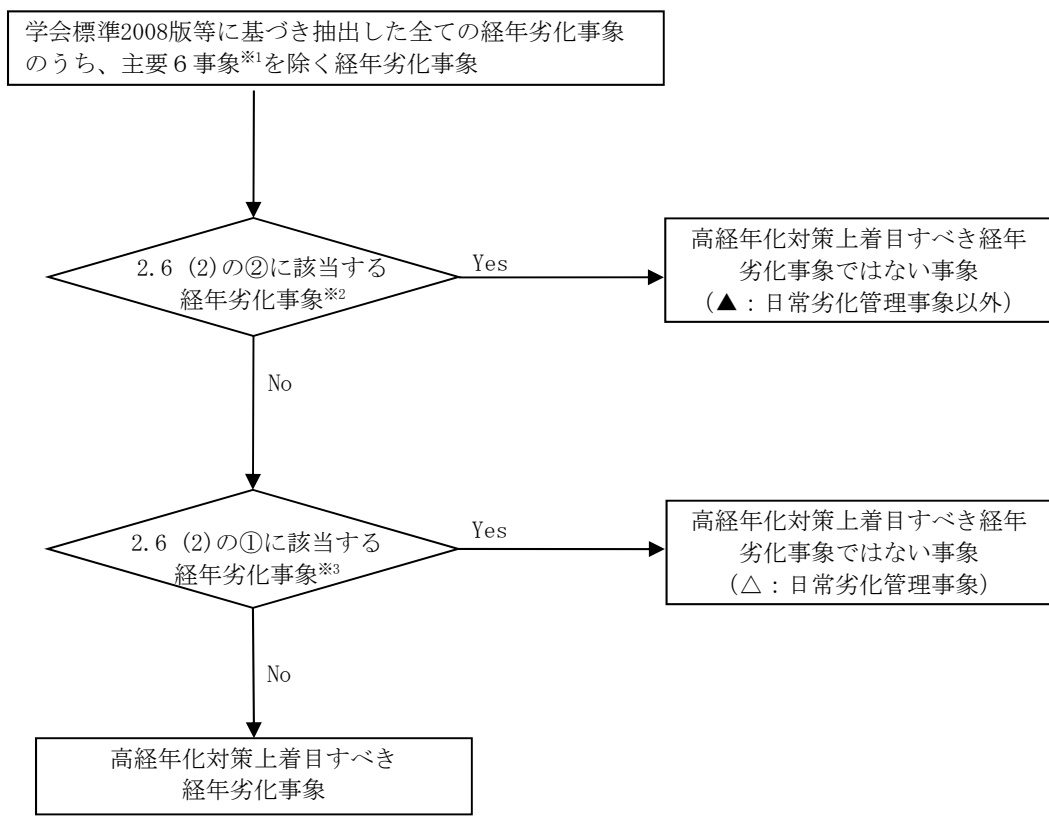 学会標準2008版等に基づき抽出した全ての経年劣化事象
のうち、主要６事象※1を除く経年劣化事象
2.6 (2)の②に該当する
経年劣化事象※2
Yes
高経年化対策上着目すべき経年
劣化事象ではない事象
（▲：日常劣化管理事象以外）
No
2.6 (2)の①に該当する
経年劣化事象※3
Yes
高経年化対策上着目すべき経年
劣化事象ではない事象
（△：日常劣化管理事象）
No
高経年化対策上着目すべき
経年劣化事象